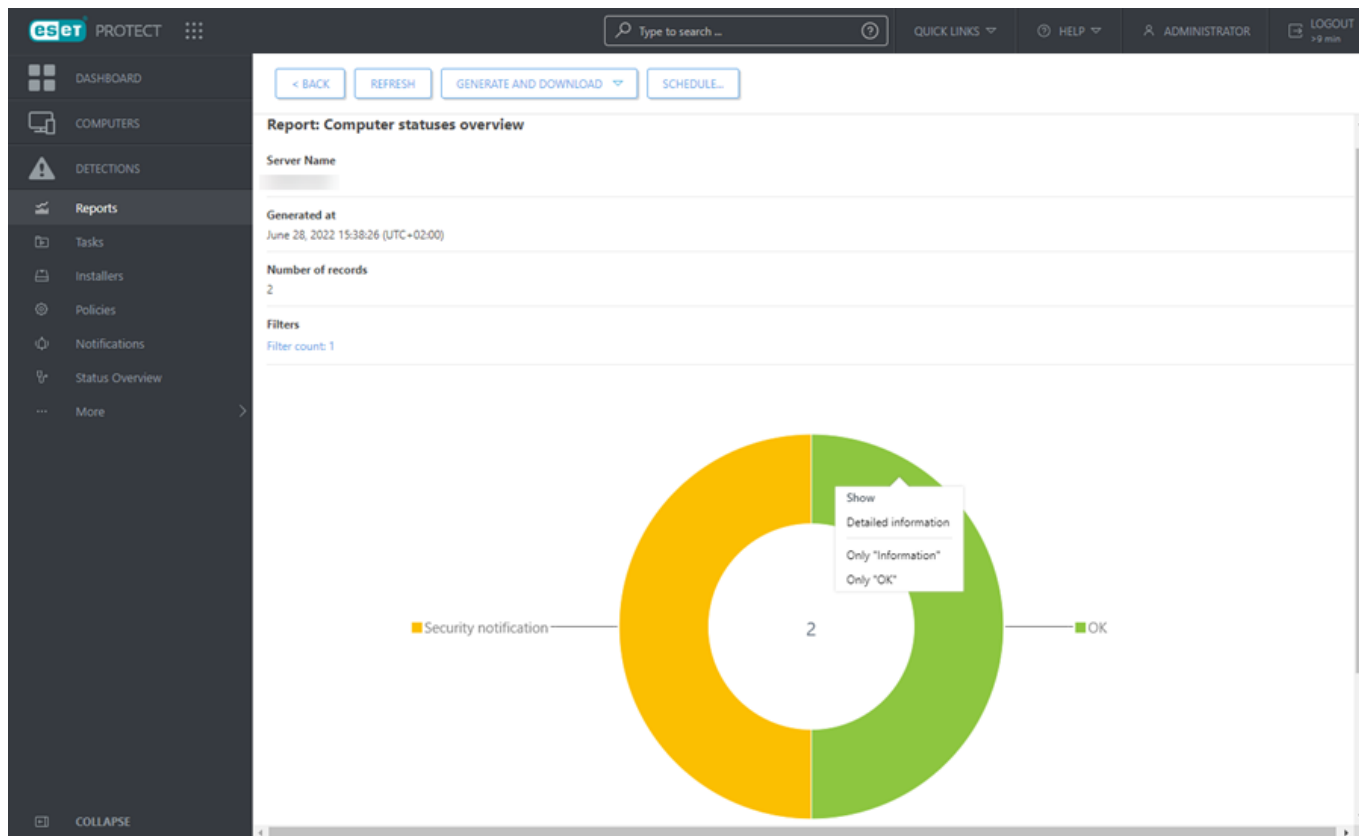 eset PROTECT
Type to search ...
QUICK LINKS
HELP
ADMINISTRATOR
LOGOUT
>9 min
DASHBOARD
COMPUTERS
DETECTIONS
Reports
Tasks
Installers
Policies
Notifications
Status Overview
More
COLLAPSE
< BACK
REFRESH
GENERATE AND DOWNLOAD
SCHEDULE...
Report: Computer statuses overview
Server Name
Generated at
June 28, 2022 15:38:26 (UTC+02:00)
Number of records
2
Filters
Filter count: 1
Show
Detailed information
Only "Information"
Only "OK"
Security notification
2
OK